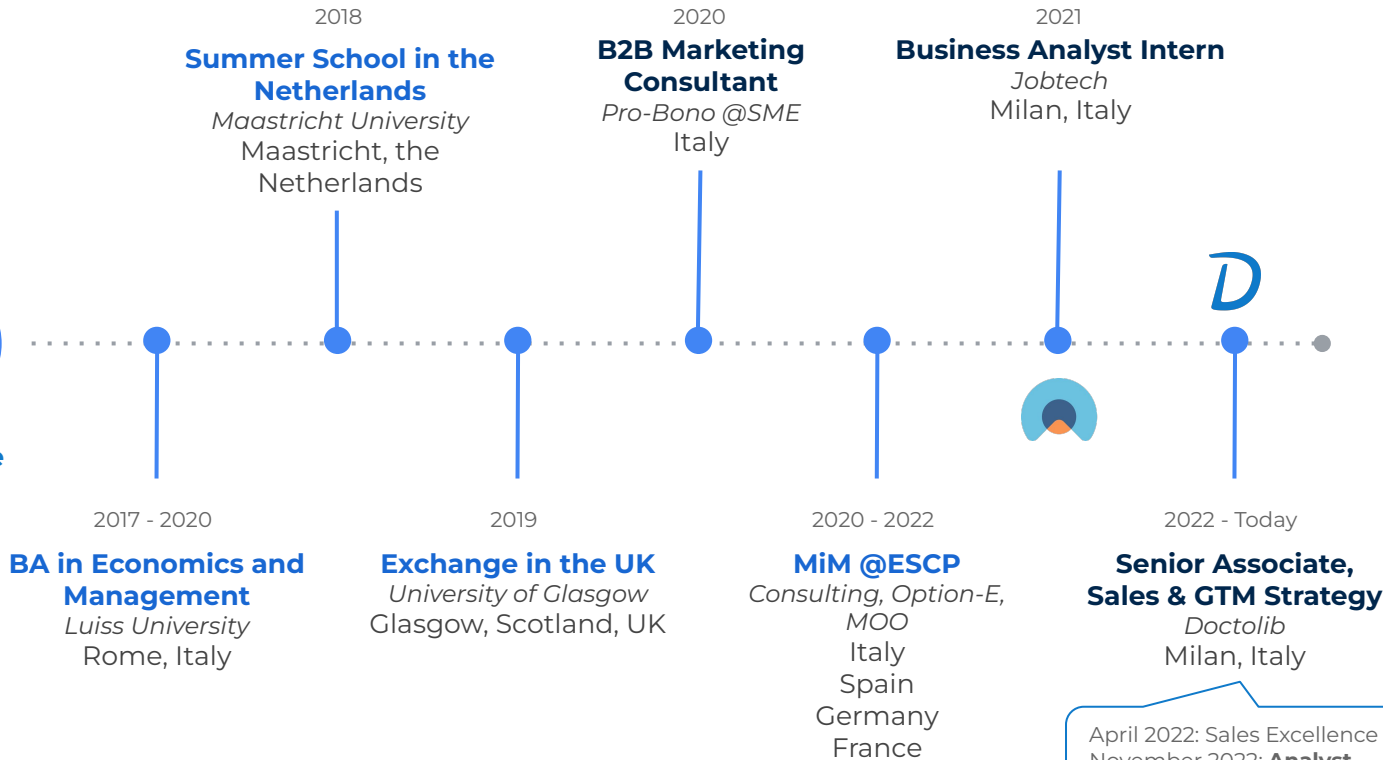 2018
Summer School in the
Netherlands
Maastricht University
Maastricht, the
Netherlands
2020
B2B Marketing
Consultant
Pro-Bono @SME
Italy
2021
Business Analyst Intern
Jobtech
Milan, Italy
D
2017 - 2020
BA in Economics and
Management
Luiss University
Rome, Italy
2019
Exchange in the UK
University of Glasgow
Glasgow, Scotland, UK
2020 - 2022
MiM @ESCP
Consulting, Option-E,
MOO
Italy
Spain
Germany
France
2022 - Today
Senior Associate,
Sales & GTM Strategy
Doctolib
Milan, Italy
April 2022: Sales Excellence
November 2022: Analyst